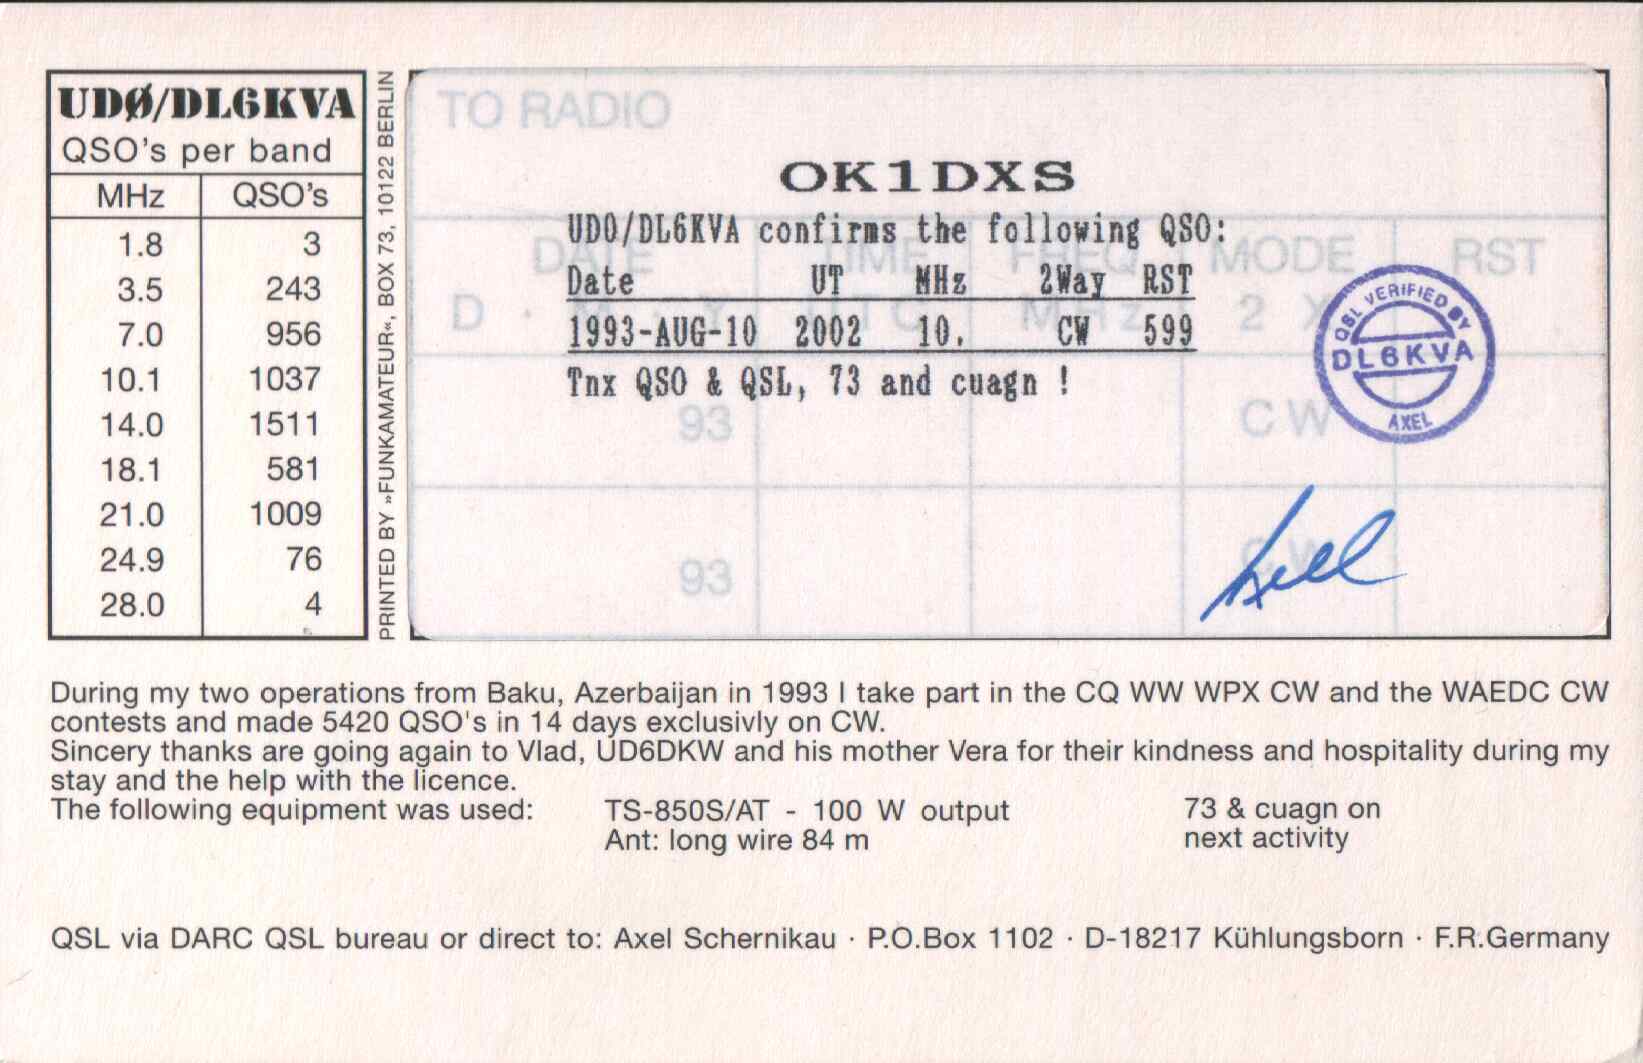 UDØ/DL6KVA
QSO's per band
MHz QSO's
1.8 3
3.5 243
7.0 956
10.1 1037
14.0 1511
18.1 581
21.0 1009
24.9 76
28.0 4
PRINTED BY »FUNKAMATEUR«, BOX 73, 10122 BERLIN
TO RADIO
OK1DXS
UD0/DL6KVA confirms the following QSO:
DATE TIME FREQ MODE RST
Date UT MHz 2Way RST
D . M . Y UTC MHz 2 X
1993-AUG-10 2002 10. CW 599
Tnx QSO & QSL, 73 and cuagn !
93 CW
93 CW
QSL VERIFIED BY
DL6KVA
AXEL
Axel
During my two operations from Baku, Azerbaijan in 1993 I take part in the CQ WW WPX CW and the WAEDC CW
contests and made 5420 QSO's in 14 days exclusivly on CW.
Sincery thanks are going again to Vlad, UD6DKW and his mother Vera for their kindness and hospitality during my
stay and the help with the licence.
The following equipment was used: TS-850S/AT - 100 W output 73 & cuagn on
Ant: long wire 84 m next activity
QSL via DARC QSL bureau or direct to: Axel Schernikau · P.O.Box 1102 · D-18217 Kühlungsborn · F.R.Germany